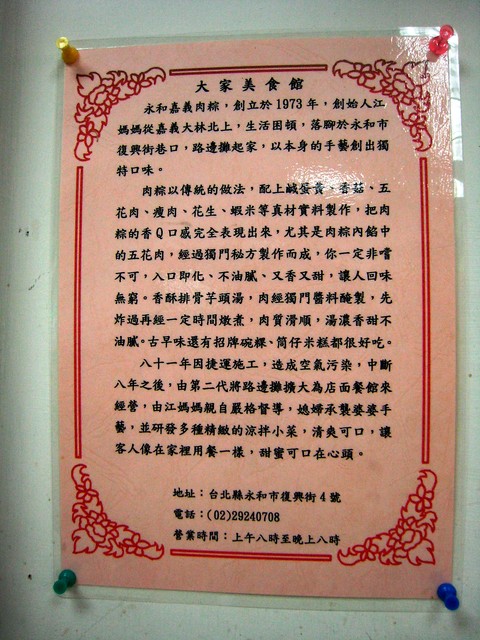 大家美食館
永和嘉義肉粽，創立於1973年，創始人江
媽媽從嘉義大林北上，生活困頓，落腳於永和市
復興街巷口，路邊攤起家，以本身的手藝創出獨
特口味。
肉粽以傳統的做法，配上鹹蛋黃、香菇、五
花肉、瘦肉、花生、蝦米等真材實料製作，把肉
粽的香Q口感完全表現出來，尤其是肉粽內餡中
的五花肉，經過獨門秘方製作而成，你一定非嚐
不可，入口即化、不油膩、又香又甜，讓人回味
無窮。香酥排骨芋頭湯，肉經獨門醬料醃製，先
炸過再經一定時間燉煮，肉質滑順，湯濃香甜不
油膩。古早味還有招牌碗粿、筒仔米糕都很好吃。
八十一年因捷運施工，造成空氣污染，中斷
八年之後，由第二代將路邊攤擴大為店面餐館來
經營，由江媽媽親自嚴格督導，媳婦承襲婆婆手
藝，並研發多種精緻的涼拌小菜，清爽可口，讓
客人像在家裡用餐一樣，甜蜜可口在心頭。
地址：台北縣永和市復興街4號
電話：(02)29240708
營業時間：上午八時至晚上八時